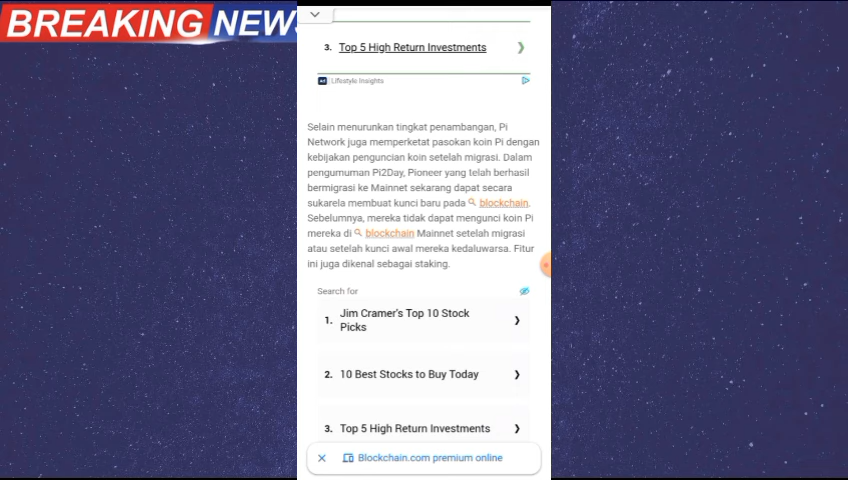 BREAKING NEWS
3. Top 5 High Return Investments
Ad Lifestyle Insights
Selain menurunkan tingkat penambangan, Pi
Network juga memperketat pasokan koin Pi dengan
kebijakan penguncian koin setelah migrasi. Dalam
pengumuman Pi2Day, Pioneer yang telah berhasil
bermigrasi ke Mainnet sekarang dapat secara
sukarela membuat kunci baru pada blockchain.
Sebelumnya, mereka tidak dapat mengunci koin Pi
mereka di blockchain Mainnet setelah migrasi
atau setelah kunci awal mereka kedaluwarsa. Fitur
ini juga dikenal sebagai staking.
Search for
1. Jim Cramer's Top 10 Stock
Picks
2. 10 Best Stocks to Buy Today
3. Top 5 High Return Investments
Blockchain.com premium online